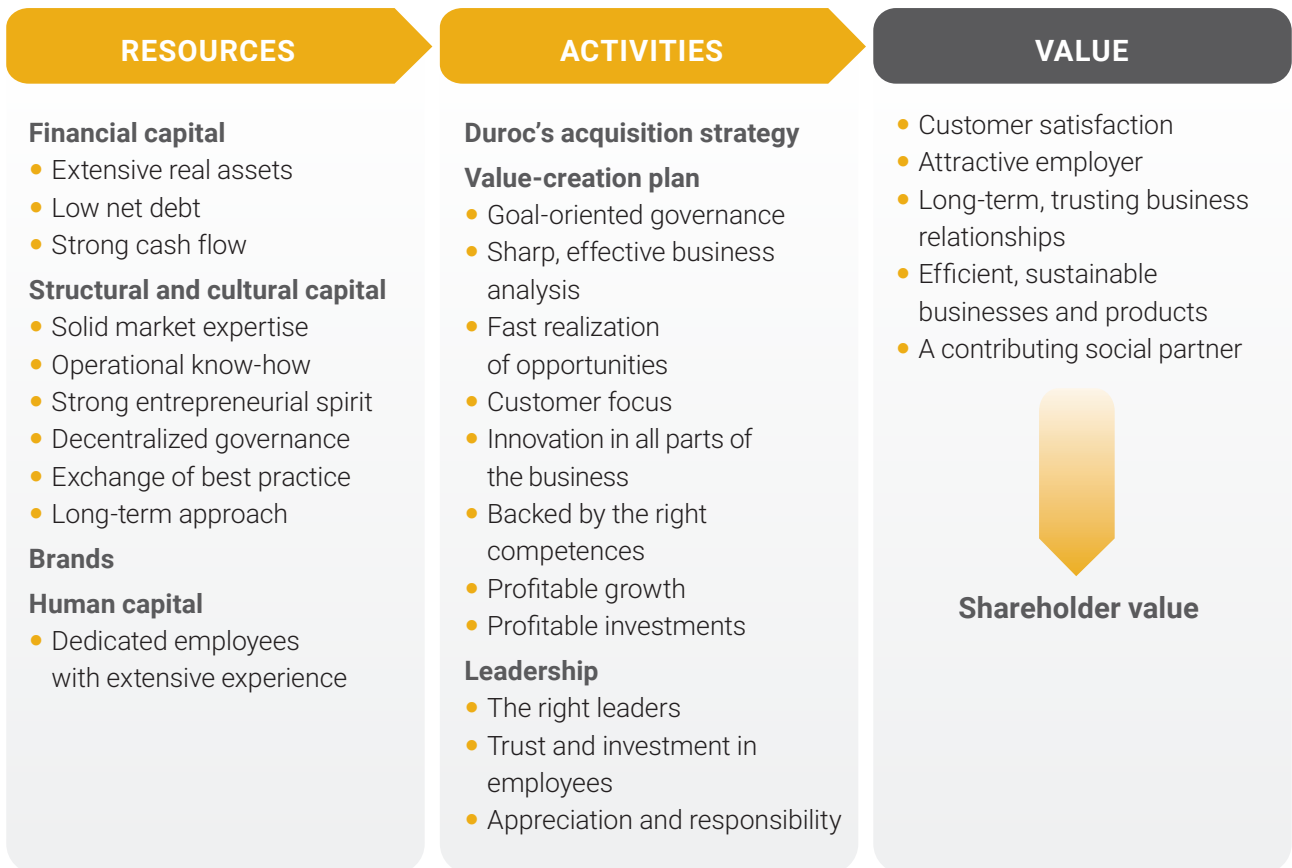 RESOURCES
Financial capital
• Extensive real assets
• Low net debt
• Strong cash flow
Structural and cultural capital
• Solid market expertise
• Operational know-how
• Strong entrepreneurial spirit
• Decentralized governance
• Exchange of best practice
• Long-term approach
Brands
Human capital
• Dedicated employees
with extensive experience
ACTIVITIES
Duroc’s acquisition strategy
Value-creation plan
• Goal-oriented governance
• Sharp, effective business
analysis
• Fast realization
of opportunities
• Customer focus
• Innovation in all parts of
the business
• Backed by the right
competences
• Profitable growth
• Profitable investments
Leadership
• The right leaders
• Trust and investment in
employees
• Appreciation and responsibility
VALUE
• Customer satisfaction
• Attractive employer
• Long-term, trusting business
relationships
• Efficient, sustainable
businesses and products
• A contributing social partner
Shareholder value